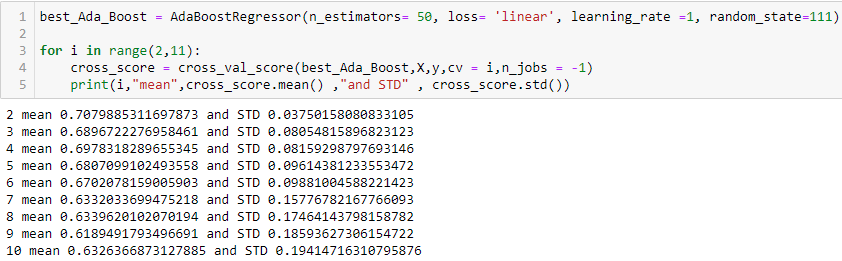 1 best_Ada_Boost = AdaBoostRegressor(n_estimators= 50, loss= 'linear', learning_rate =1, random_state=111)
2
3 for i in range(2,11):
4     cross_score = cross_val_score(best_Ada_Boost,X,y,cv = i,n_jobs = -1)
5     print(i,"mean",cross_score.mean() ,"and STD" , cross_score.std())
2 mean 0.7079885311697873 and STD 0.03750158080833105
3 mean 0.6896722276958461 and STD 0.08054815896823123
4 mean 0.6978318289655345 and STD 0.08159298797693146
5 mean 0.6807099102493558 and STD 0.09614381233553472
6 mean 0.6702078159005903 and STD 0.09881004588221423
7 mean 0.6332033699475218 and STD 0.15776782167766093
8 mean 0.6339620102070194 and STD 0.17464143798158782
9 mean 0.6189491793496691 and STD 0.18593627306154722
10 mean 0.6326366873127885 and STD 0.19414716310795876